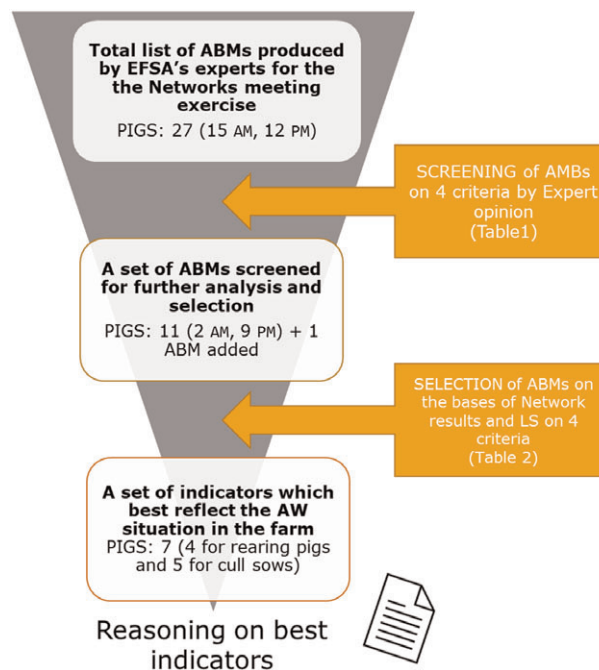 Total list of ABMs produced
by EFSA's experts for the
the Networks meeting
exercise
PIGS: 27 (15 AM, 12 PM)
SCREENING of AMBs
on 4 criteria by Expert
opinion
(Table1)
A set of ABMs screened
for further analysis and
selection
PIGS: 11 (2 AM, 9 PM) + 1
ABM added
SELECTION of ABMs on
the bases of Network
results and LS on 4
criteria
(Table 2)
A set of indicators which
best reflect the AW
situation in the farm
PIGS: 7 (4 for rearing pigs
and 5 for cull sows)
Reasoning on best
indicators